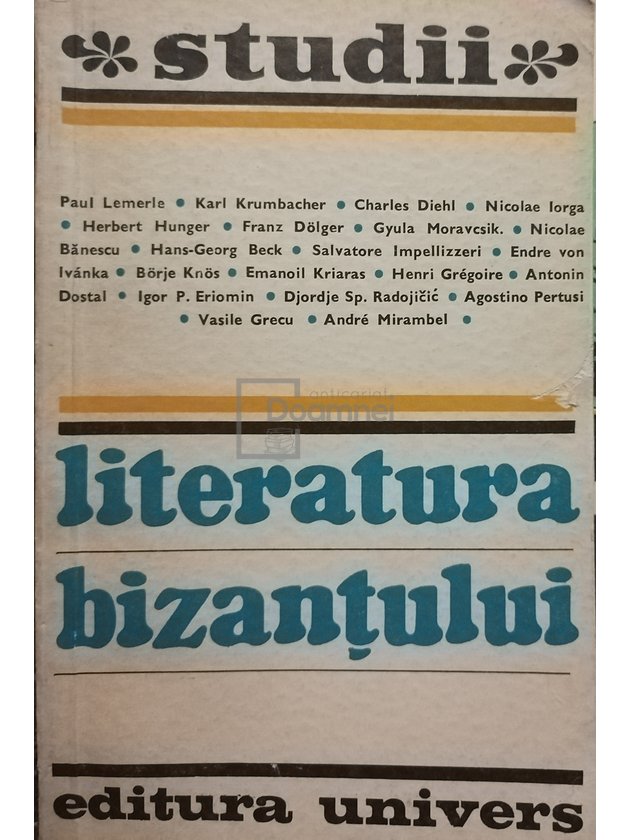 studii
Paul Lemerle • Karl Krumbacher • Charles Diehl • Nicolae Iorga
• Herbert Hunger • Franz Dölger • Gyula Moravcsik. • Nicolae
Bănescu • Hans-Georg Beck • Salvatore Impellizzeri • Endre von
Ivánka • Börje Knös • Emanoil Kriaras • Henri Grégoire • Antonin
Dostal • Igor P. Eriomin • Djordje Sp. Radojičić • Agostino Pertusi
• Vasile Grecu • André Mirambel •
anticariat
Doamnei
literatura
bizanțului
editura univers